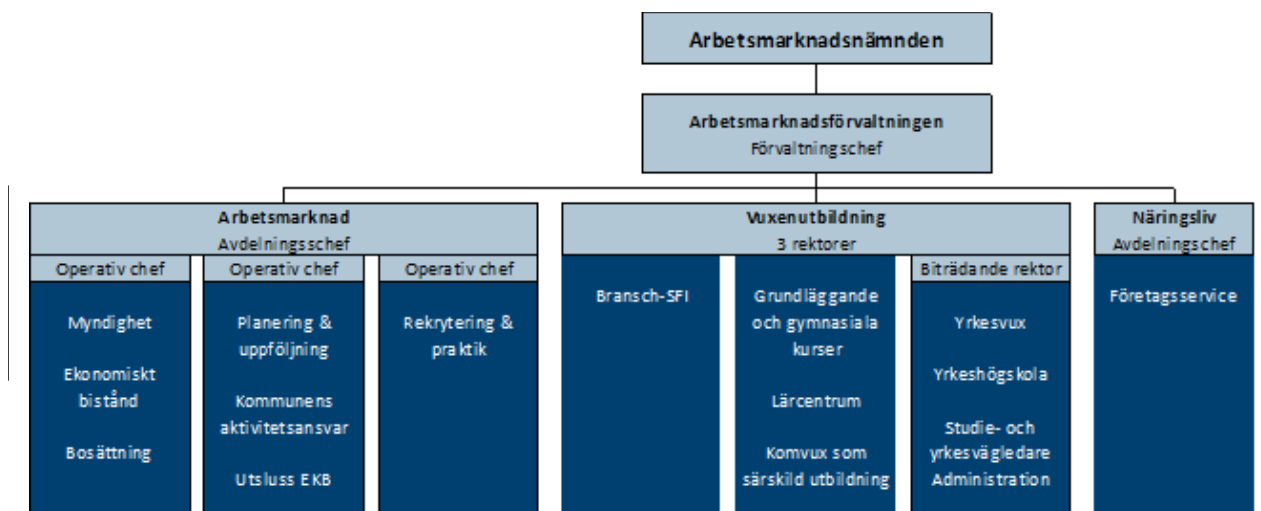 Arbetsmarknadsnämnden
Arbetsmarknadsförvaltningen
Förvaltningschef
Arbetsmarknad
Avdelningsschef
Operativ chef
Myndighet
Ekonomiskt
bistånd
Bosättning
Operativ chef
Planering &
uppföljning
Kommunens
aktivitetsansvar
Utsluss EKB
Operativ chef
Rekrytering &
praktik
Vuxenutbildning
3 rektorer
Bransch-SFI
Grundläggande
och gymnasiala
kurser
Lärcentrum
Komvux som
särskild utbildning
Biträdande rektor
Yrkesvux
Yrkeshögskola
Studie- och
yrkesvägledare
Administration
Näringsliv
Avdelningschef
Företagsservice